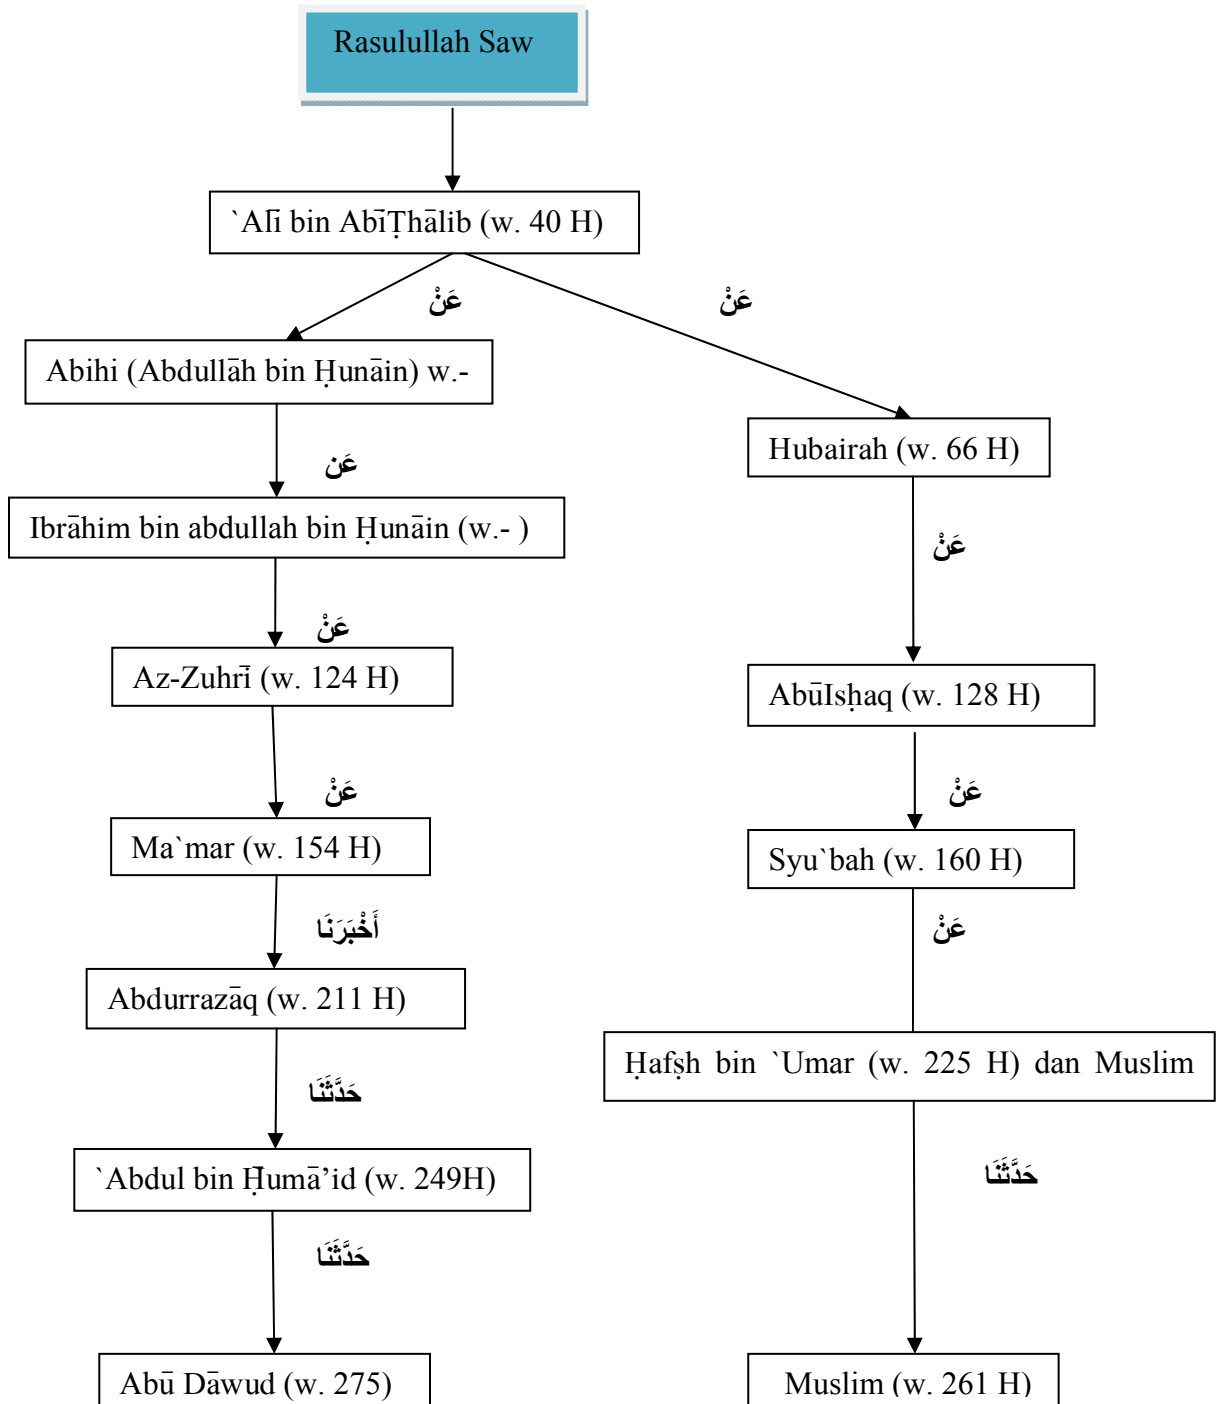 Rasulullah Saw
`Alī bin AbīṬhālib (w. 40 H)
عَنْ
عَنْ
Abihi (Abdullāh bin Ḥunāin) w.-
Hubairah (w. 66 H)
عَن
Ibrāhim bin abdullah bin Ḥunāin (w.- )
عَنْ
عَنْ
Az-Zuhrī (w. 124 H)
AbūIsḥaq (w. 128 H)
عَنْ
عَنْ
Ma`mar (w. 154 H)
Syu`bah (w. 160 H)
أَخْبَرَنَا
عَنْ
Abdurrazāq (w. 211 H)
Ḥafṣh bin `Umar (w. 225 H) dan Muslim
حَدَّثَنَا
`Abdul bin Ḥumā’id (w. 249H)
حَدَّثَنَا
حَدَّثَنَا
Abū Dāwud (w. 275)
Muslim (w. 261 H)